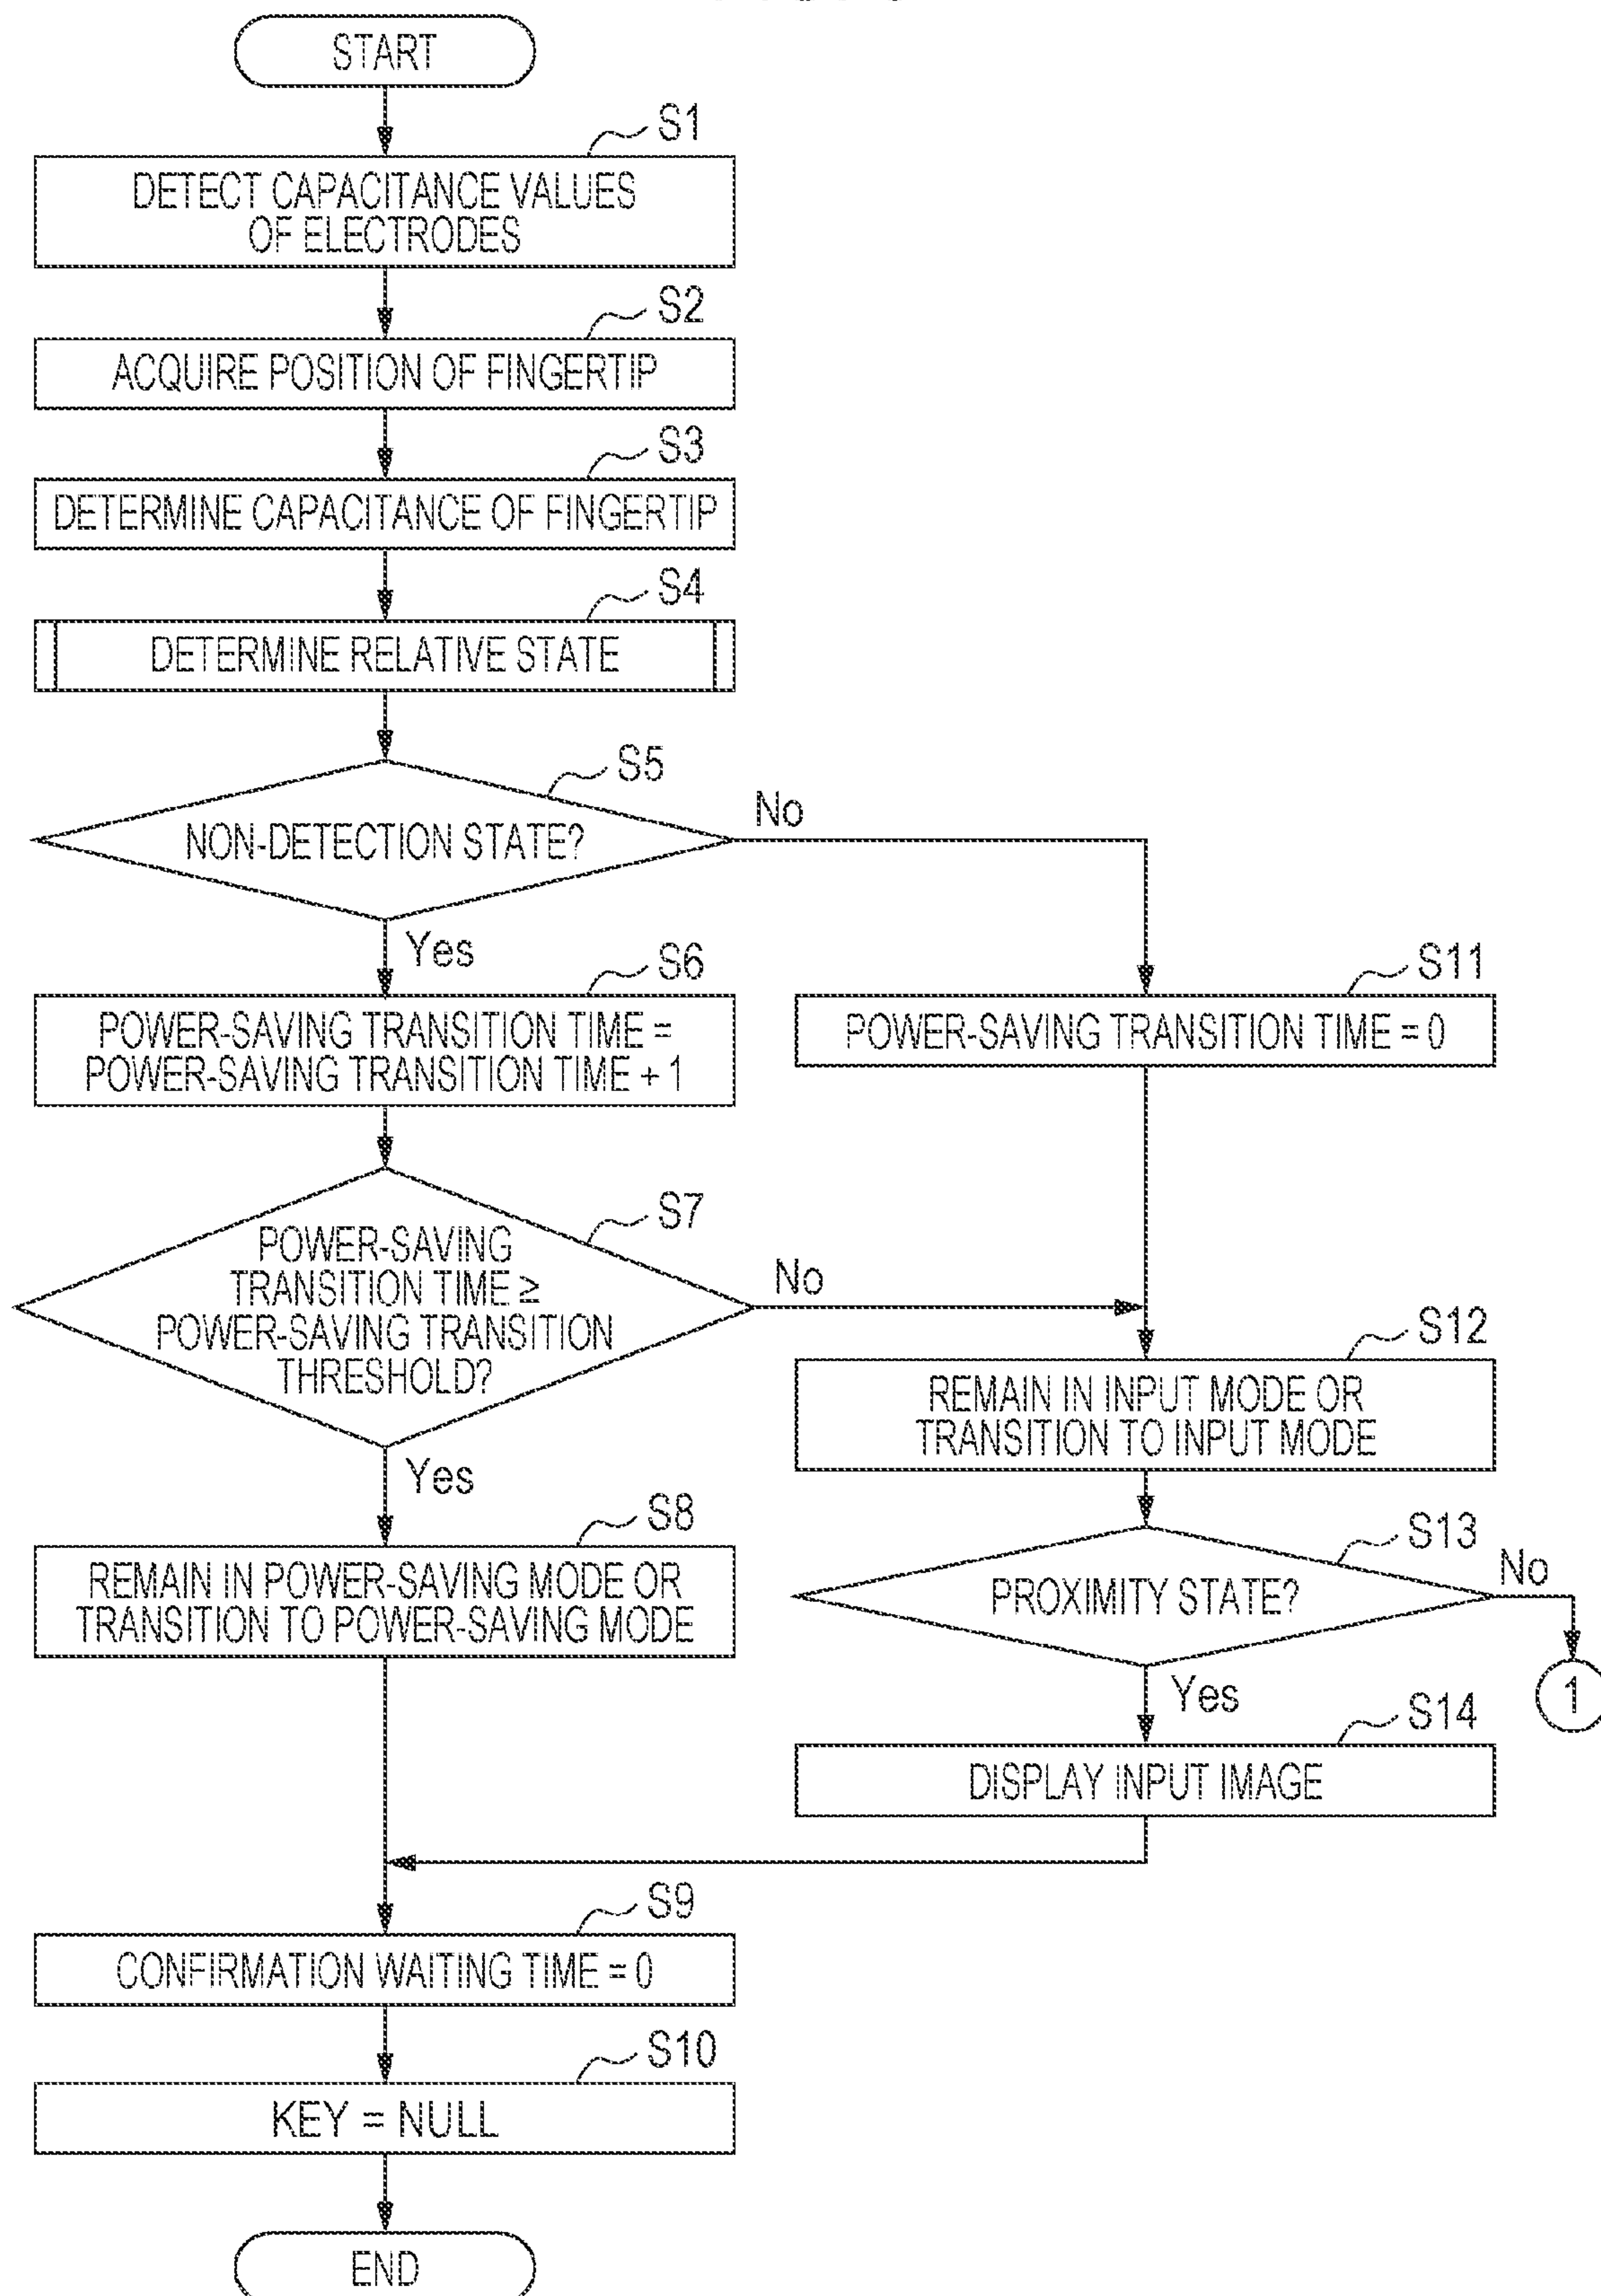 START
S1
DETECT CAPACITANCE VALUES
OF ELECTRODES
S2
ACQUIRE POSITION OF FINGERTIP
S3
DETERMINE CAPACITANCE OF FINGERTIP
S4
DETERMINE RELATIVE STATE
S5
NON-DETECTION STATE?
No
Yes
S6
POWER-SAVING TRANSITION TIME =
POWER-SAVING TRANSITION TIME + 1
S11
POWER-SAVING TRANSITION TIME = 0
S7
POWER-SAVING
TRANSITION TIME ≥
POWER-SAVING TRANSITION
THRESHOLD?
No
Yes
S12
REMAIN IN INPUT MODE OR
TRANSITION TO INPUT MODE
S8
REMAIN IN POWER-SAVING MODE OR
TRANSITION TO POWER-SAVING MODE
S13
PROXIMITY STATE?
No
1
Yes
S14
DISPLAY INPUT IMAGE
S9
CONFIRMATION WAITING TIME = 0
S10
KEY = NULL
END